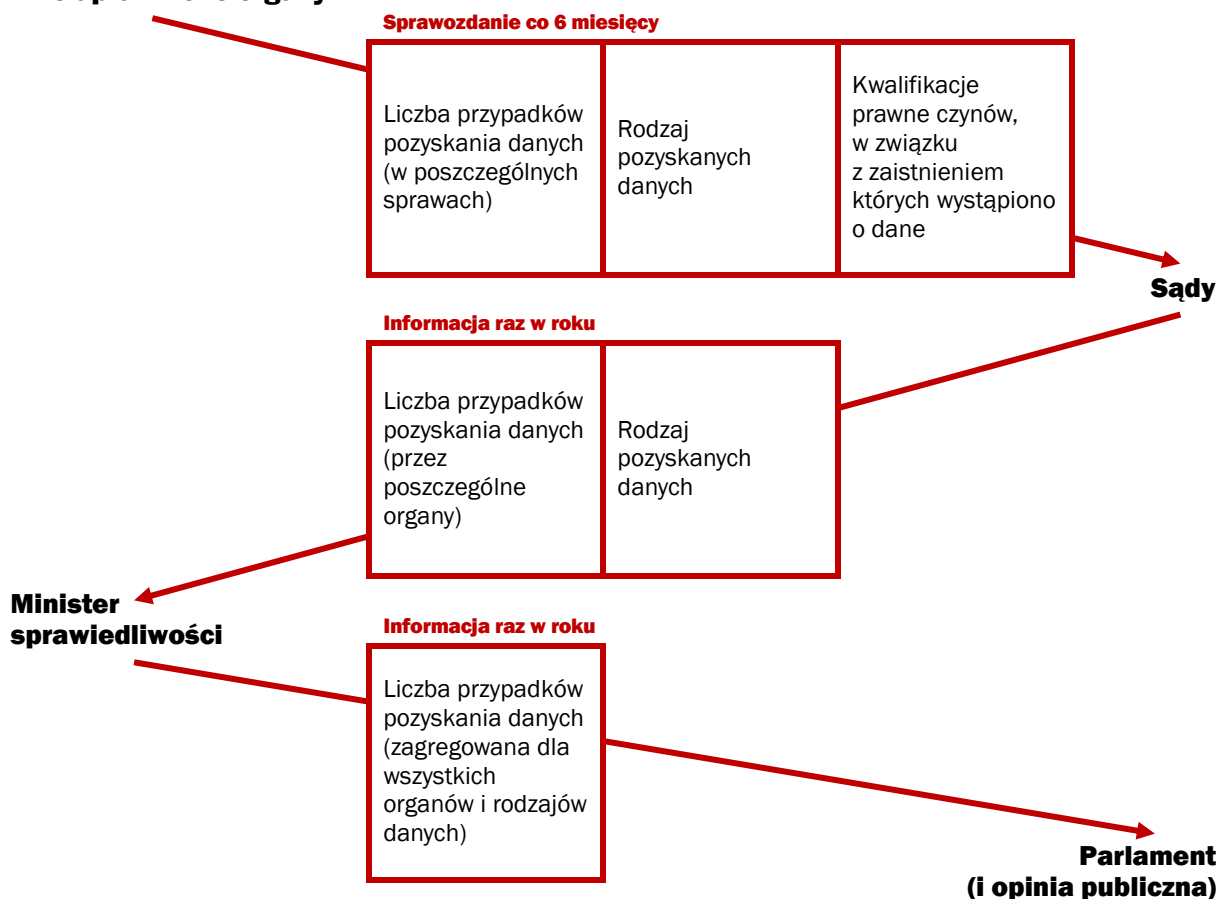 Sprawozdanie co 6 miesięcy
Liczba przypadków
pozyskania danych
(w poszczególnych
sprawach)
Rodzaj
pozyskanych
danych
Kwalifikacje
prawne czynów,
w związku
z zaistnieniem
których wystąpiono
o dane
Sądy
Informacja raz w roku
Liczba przypadków
pozyskania danych
(przez
poszczególne
organy)
Rodzaj
pozyskanych
danych
Minister
sprawiedliwości
Informacja raz w roku
Liczba przypadków
pozyskania danych
(zagregowana dla
wszystkich
organów i rodzajów
danych)
Parlament
(i opinia publiczna)